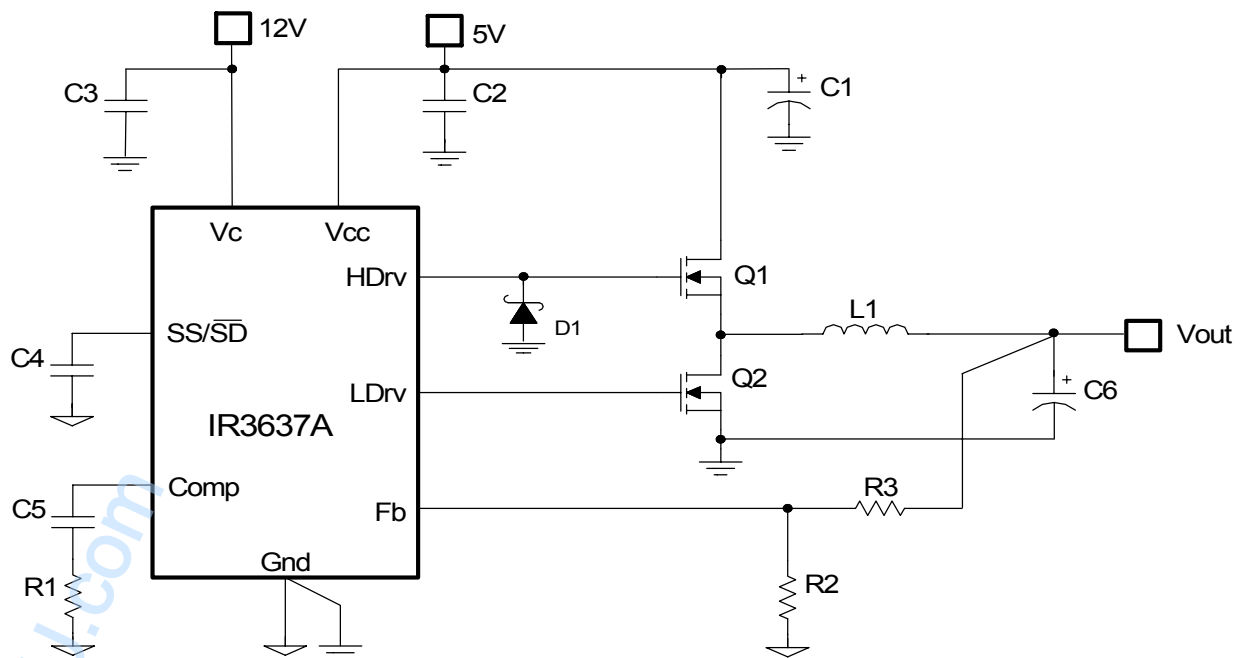 12V
5V
C3
C2
+
C1
Vc
Vcc
HDrv
Q1
D1
SS/SD
L1
Vout
C4
LDrv
Q2
+
C6
IR3637A
Comp
C5
Fb
R3
Gnd
R1
R2
.com